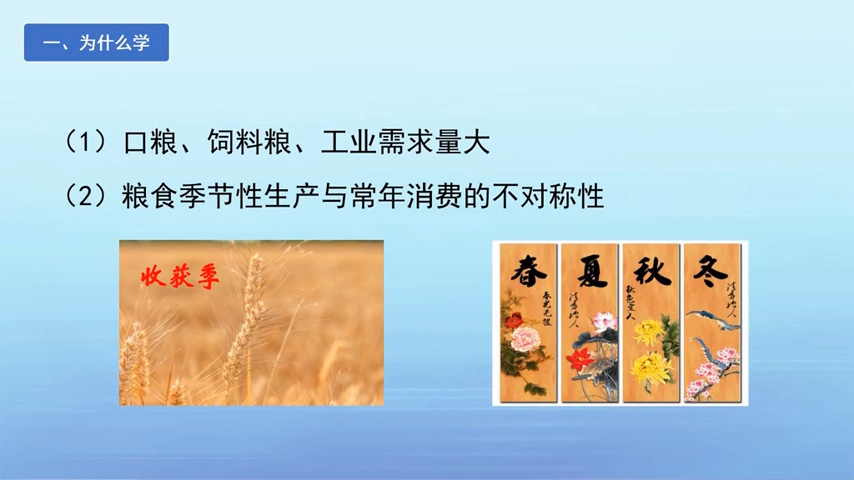 一、为什么学
（1）口粮、饲料粮、工业需求量大
（2）粮食季节性生产与常年消费的不对称性
收获季
春 夏 秋 冬